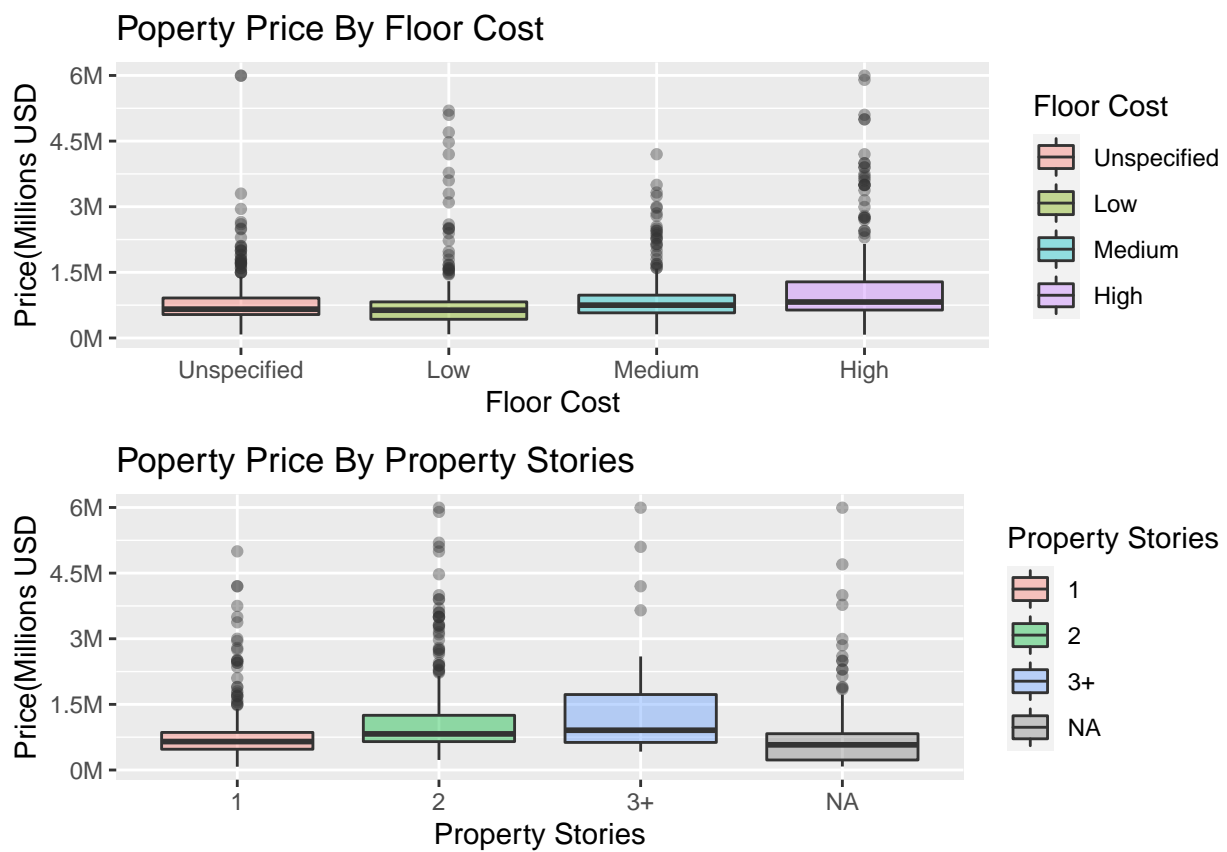 Poperty Price By Floor Cost
Price(Millions USD
6M
4.5M
3M
1.5M
0M
Unspecified Low Medium High
Floor Cost
Floor Cost
Unspecified
Low
Medium
High
Poperty Price By Property Stories
Price(Millions USD
6M
4.5M
3M
1.5M
0M
1 2 3+ NA
Property Stories
Property Stories
1
2
3+
NA